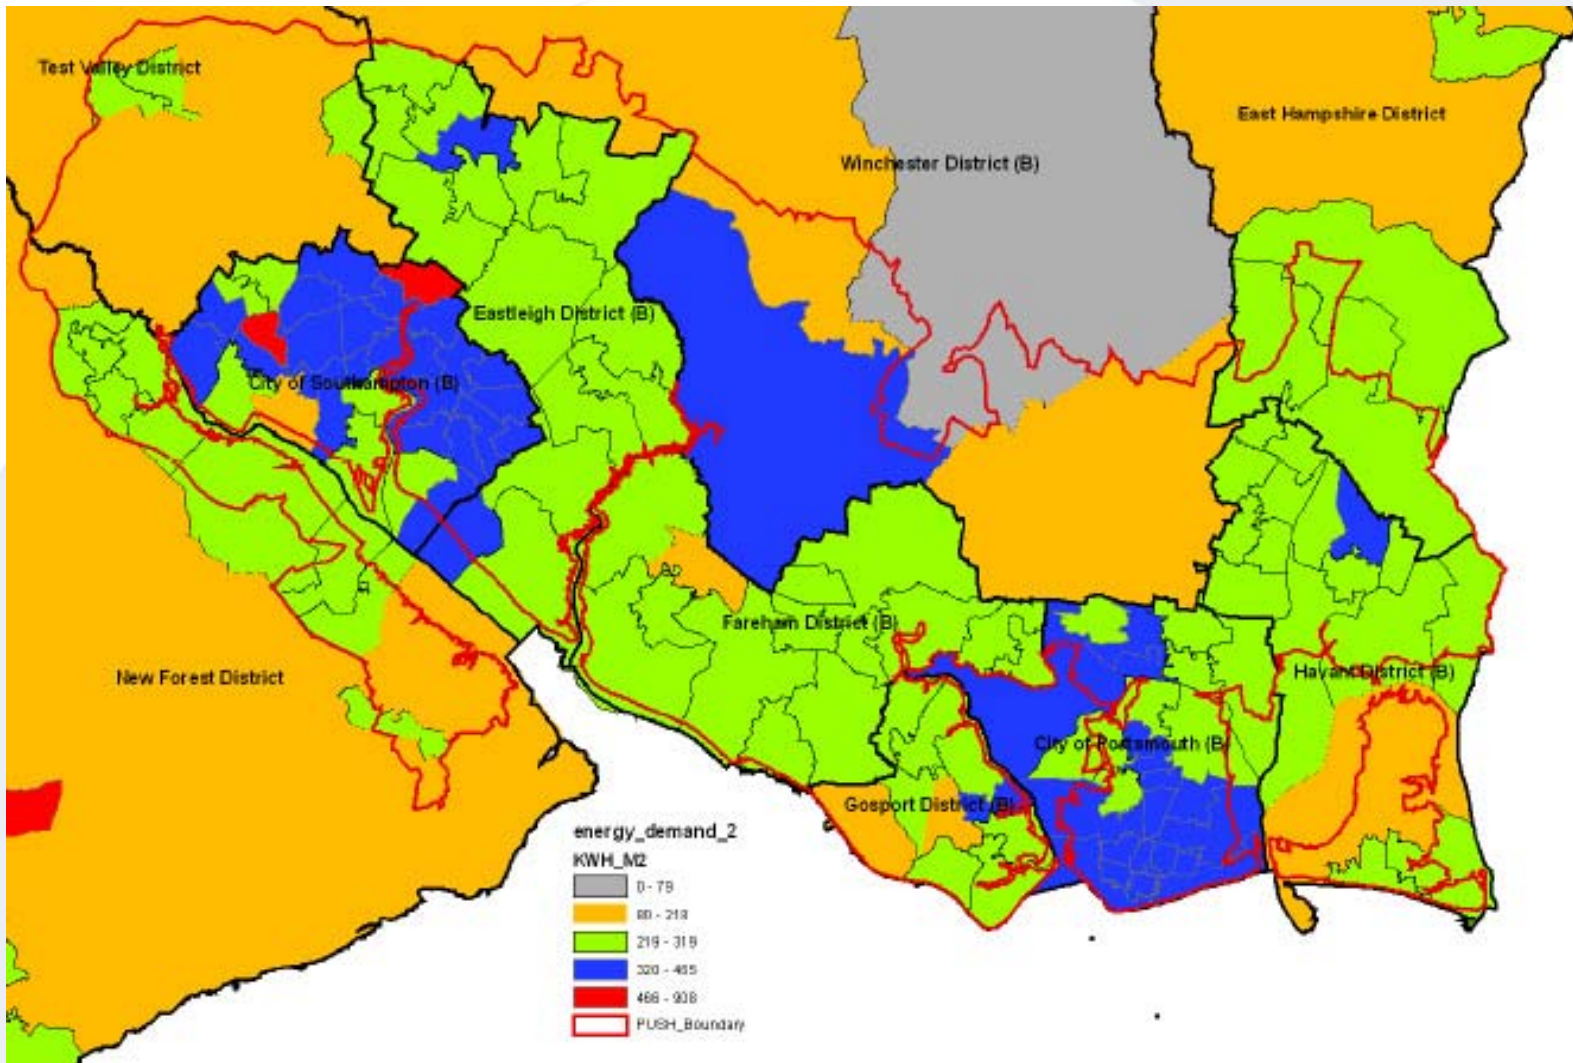 Test Valley District
East Hampshire District
Winchester District (B)
Eastleigh District (B)
City of Southampton (B)
Fareham District (B)
New Forest District
Havant District (B)
City of Portsmouth (B)
Gosport District (B)
energy_demand_2
KWH_M2
0 - 79
80 - 218
219 - 319
320 - 465
466 - 908
PUSH_Boundary